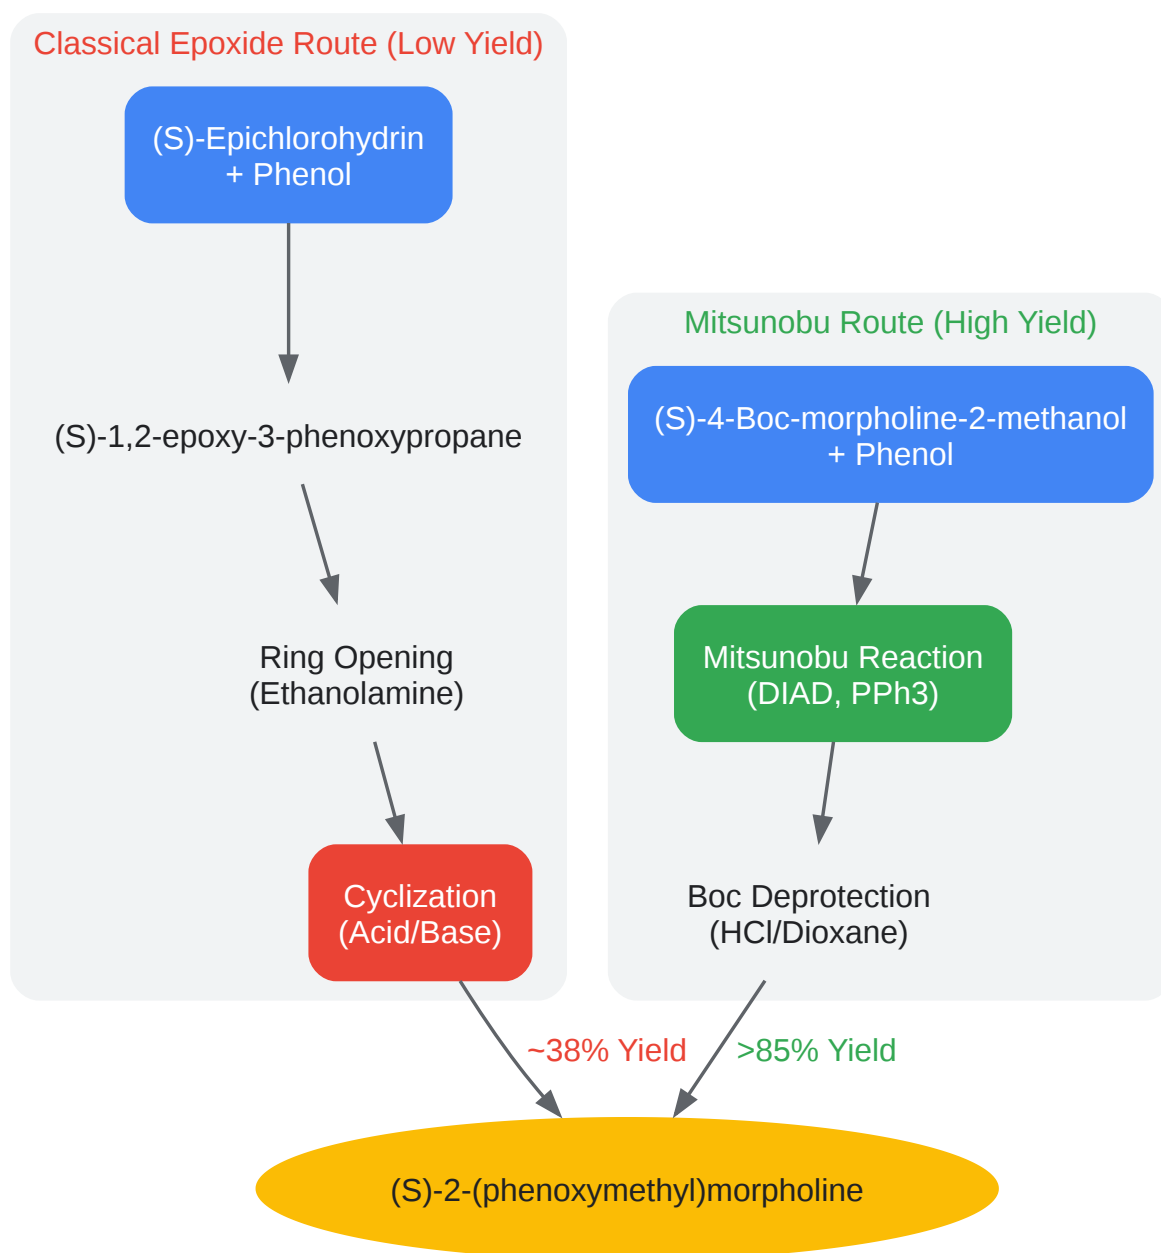 Classical Epoxide Route (Low Yield)
(S)-Epichlorohydrin
+ Phenol
(S)-1,2-epoxy-3-phenoxypropane
Ring Opening
(Ethanolamine)
Cyclization
(Acid/Base)
Mitsunobu Route (High Yield)
(S)-4-Boc-morpholine-2-methanol
+ Phenol
Mitsunobu Reaction
(DIAD, PPh3)
Boc Deprotection
(HCl/Dioxane)
~38% Yield
>85% Yield
(S)-2-(phenoxymethyl)morpholine